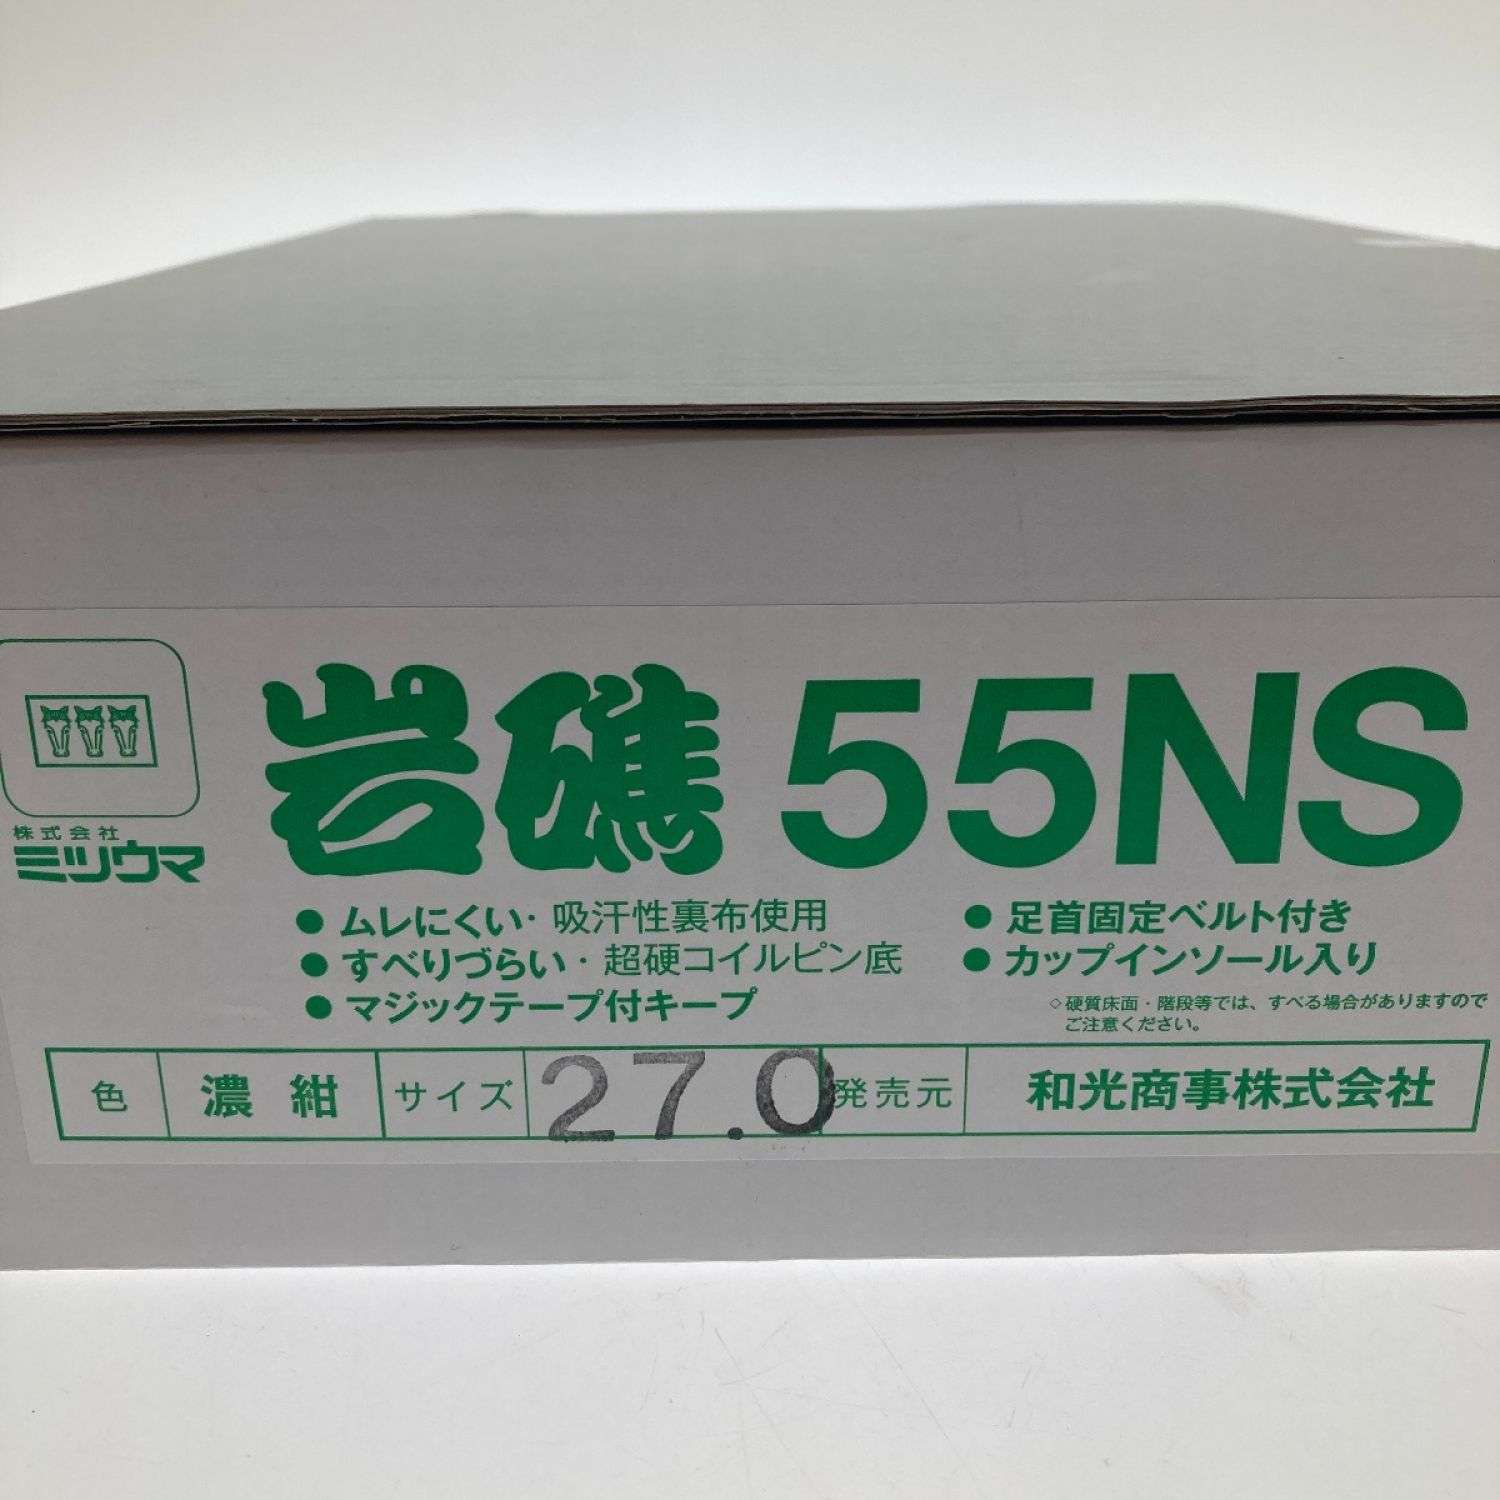 株式会社
ミツウマ
岩礁 55NS
● ムレにくい・吸汗性裏布使用
● すべりづらい・超硬コイルピン底
● マジックテープ付キープ
● 足首固定ベルト付き
● カップインソール入り
◇硬質床面・階段等では、すべる場合がありますので
ご注意ください。
色 濃紺 サイズ 27.0 発売元 和光商事株式会社